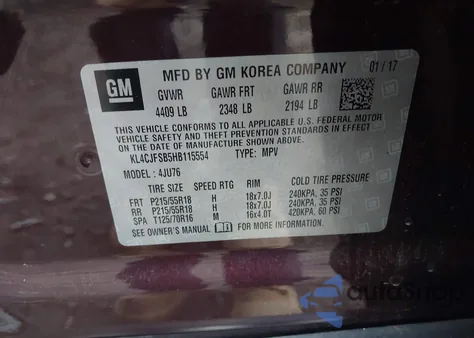 GM
MFD BY GM KOREA COMPANY 01/17
GVWR GAWR FRT GAWR RR
4409 LB 2348 LB 2194 LB
THIS VEHICLE CONFORMS TO ALL APPLICABLE U.S. FEDERAL MOTOR
VEHICLE SAFETY AND THEFT PREVENTION STANDARDS IN EFFECT
ON THE DATE OF MANUFACTURE SHOWN ABOVE.
KL4CJFSB5HB115554 TYPE: MPV
MODEL: 4JU76
TIRE SIZE SPEED RTG RIM COLD TIRE PRESSURE
FRT P215/55R18 H 18x7.0J 240KPA, 35 PSI
RR P215/55R18 H 18x7.0J 240KPA, 35 PSI
SPA T125/70R16 M 16x4.0T 420KPA, 60 PSI
SEE OWNER'S MANUAL FOR MORE INFORMATION
autosnap